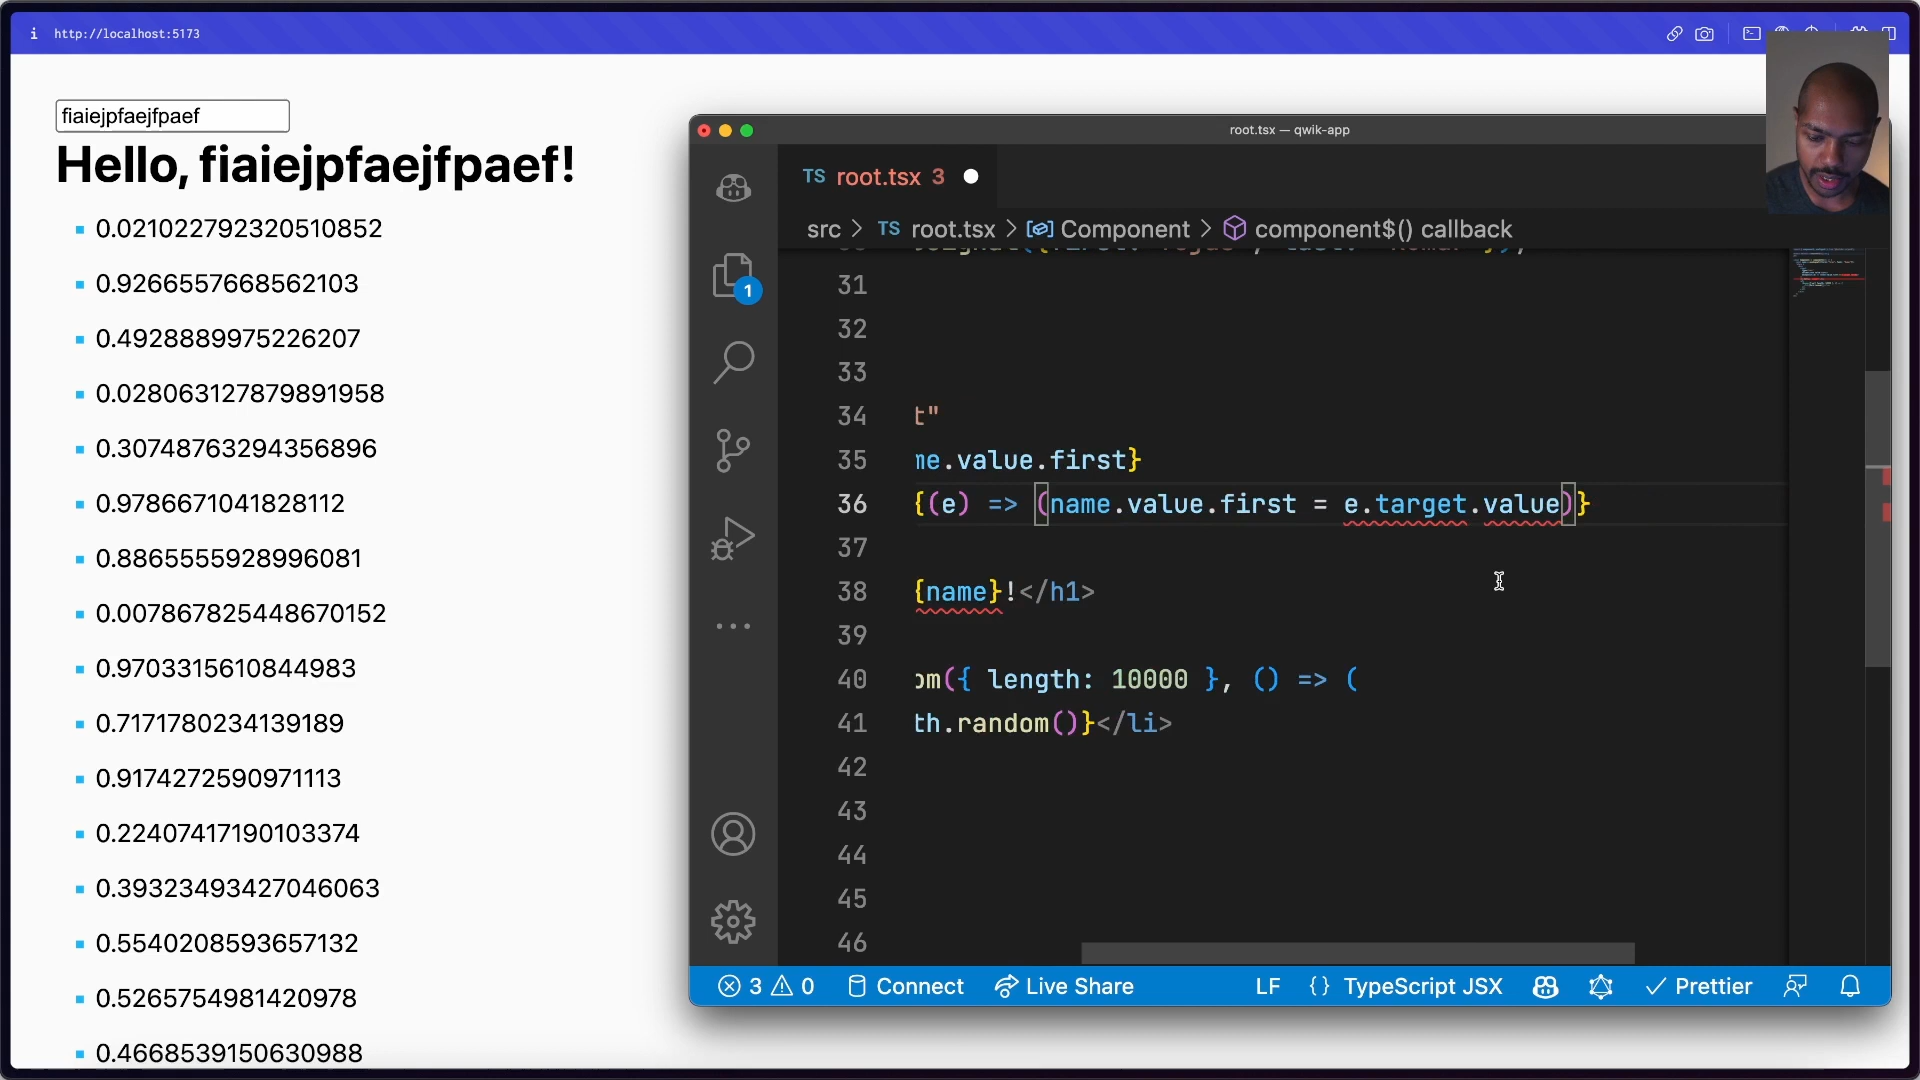 http://localhost:5173
fiaiejpfaejfpaef
Hello, fiaiejpfaejfpaef!
0.021022792320510852
0.9266557668562103
0.4928889975226207
0.028063127879891958
0.30748763294356896
0.9786671041828112
0.8865555928996081
0.007867825448670152
0.9703315610844983
0.7171780234139189
0.9174272590971113
0.22407417190103374
0.39323493427046063
0.5540208593657132
0.5265754981420978
0.4668539150630988
root.tsx — qwik-app
TS root.tsx 3
src > TS root.tsx > Component > component$() callback
31
32
33
34 t"
35 me.value.first}
36 {(e) => (name.value.first = e.target.value)}
37
38 {name}!</h1>
39
40 om({ length: 10000 }, () => (
41 th.random()}</li>
42
43
44
45
46
1
3 0 Connect Live Share LF {} TypeScript JSX Prettier